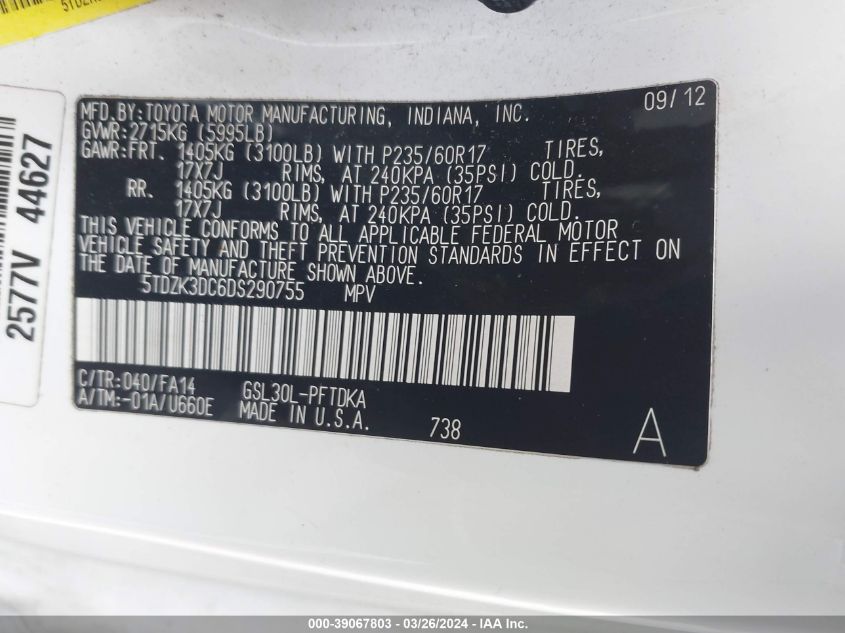 MFD.BY:TOYOTA MOTOR MANUFACTURING, INDIANA, INC. 09/12
GVWR:2715KG (5995LB)
GAWR:FRT. 1405KG (3100LB) WITH P235/60R17 TIRES,
17X7J RIMS, AT 240KPA (35PSI) COLD.
RR. 1405KG (3100LB) WITH P235/60R17 TIRES,
17X7J RIMS, AT 240KPA (35PSI) COLD.
THIS VEHICLE CONFORMS TO ALL APPLICABLE FEDERAL MOTOR
VEHICLE SAFETY AND THEFT PREVENTION STANDARDS IN EFFECT ON
THE DATE OF MANUFACTURE SHOWN ABOVE.
5TDZK3DC6DS290755 MPV
C/TR:040/FA14 GSL30L-PFTDKA
A/TM:-01A/U660E MADE IN U.S.A. 738
A
2577V 44627
000-39067803 - 03/26/2024 - IAA Inc.